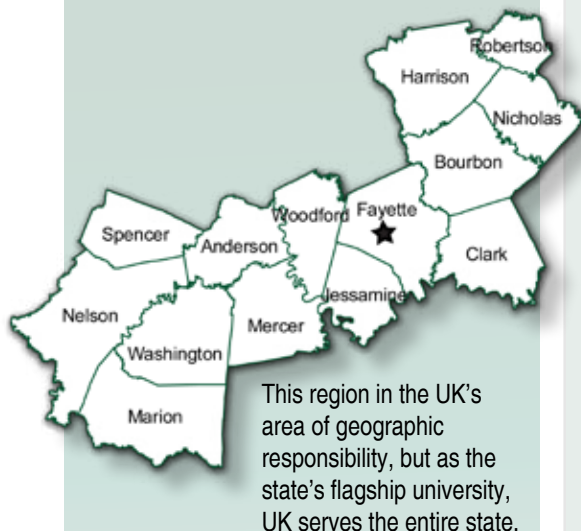 Robertson
Harrison
Nicholas
Bourbon
Woodford
Fayette
Spencer
Anderson
Clark
Jessamine
Nelson
Mercer
Washington
Marion
This region in the UK's
area of geographic
responsibility, but as the
state's flagship university,
UK serves the entire state.